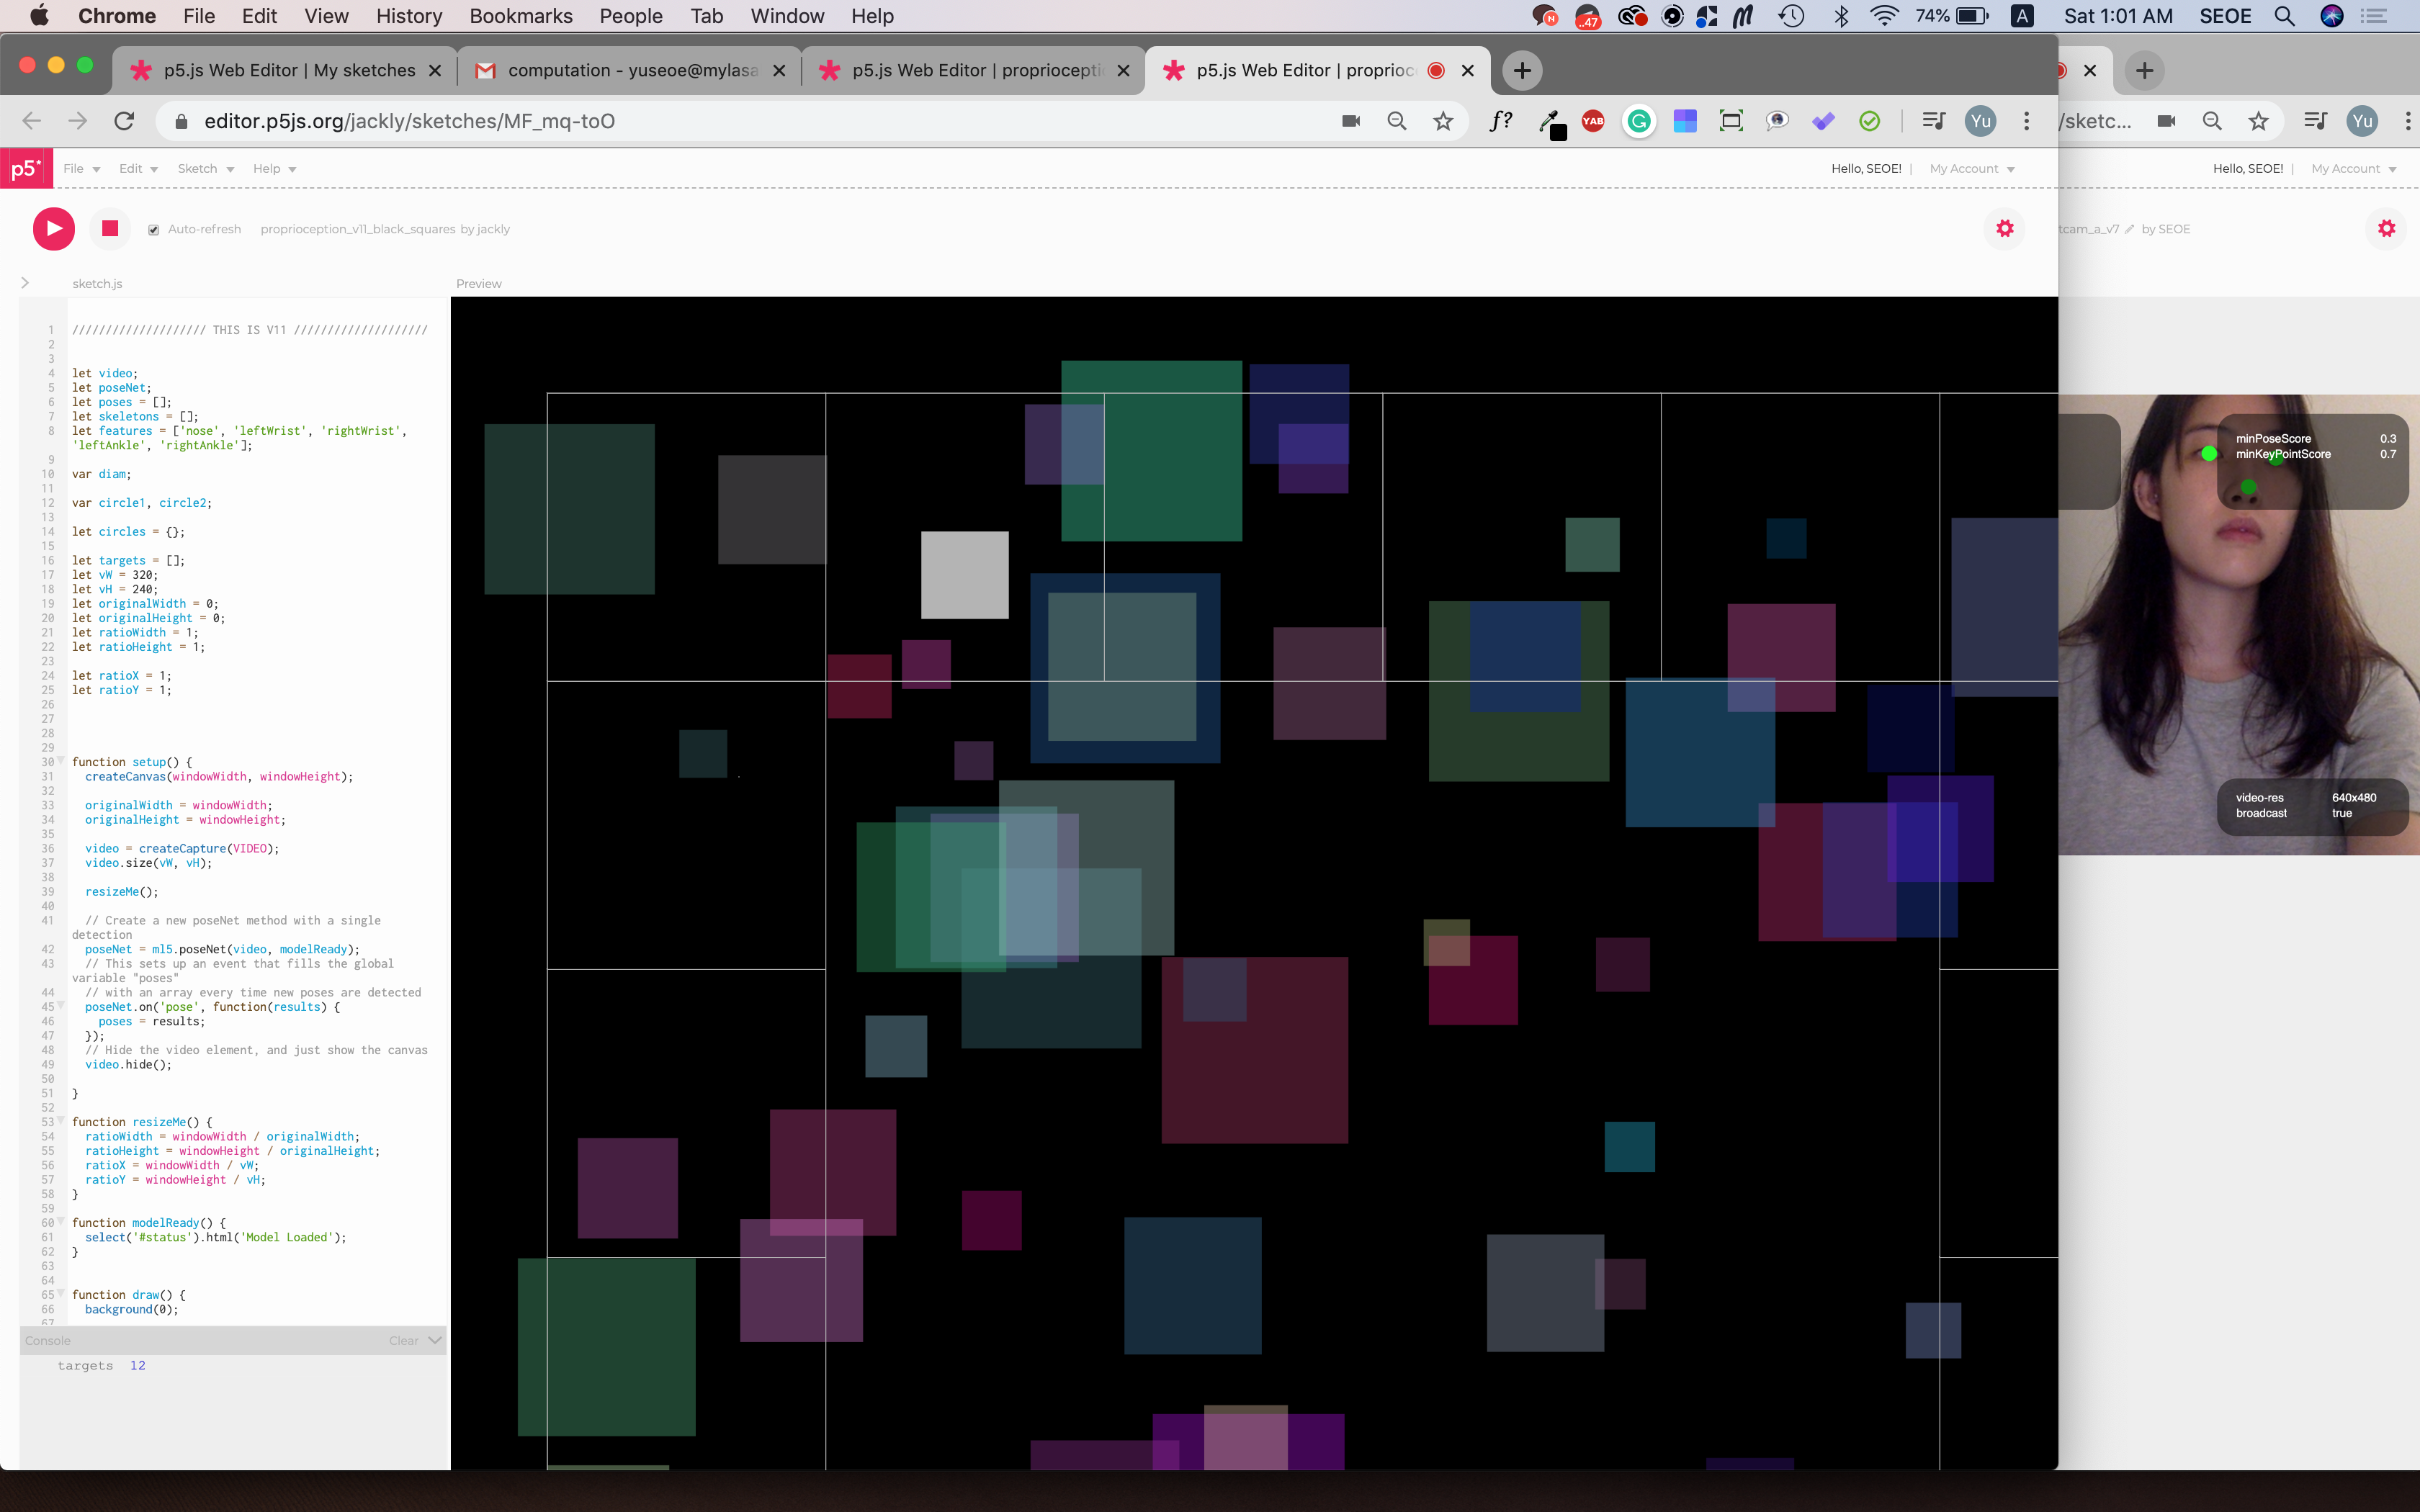 Chrome File Edit View History Bookmarks People Tab Window Help
N ..47 74% A Sat 1:01 AM SEOE
p5.js Web Editor | My sketches
computation - yuseoe@mylasa
p5.js Web Editor | propriocepti
p5.js Web Editor | proprioc
editor.p5js.org/jackly/sketches/MF_mq-toO
f? YAB G Yu
/sketc... Yu
p5* File Edit Sketch Help
Hello, SEOE! | My Account
Hello, SEOE! | My Account
Auto-refresh proprioception_v11_black_squares by jackly
tcam_a_v7 by SEOE
sketch.js
Preview
1 ///////////////////// THIS IS V11 /////////////////////
2
3
4 let video;
5 let poseNet;
6 let poses = [];
7 let skeletons = [];
8 let features = ['nose', 'leftWrist', 'rightWrist',
'leftAnkle', 'rightAnkle'];
9
10 var diam;
11
12 var circle1, circle2;
13
14 let circles = {};
15
16 let targets = [];
17 let vW = 320;
18 let vH = 240;
19 let originalWidth = 0;
20 let originalHeight = 0;
21 let ratioWidth = 1;
22 let ratioHeight = 1;
23
24 let ratioX = 1;
25 let ratioY = 1;
26
27
28
29
30 function setup() {
31 createCanvas(windowWidth, windowHeight);
32
33 originalWidth = windowWidth;
34 originalHeight = windowHeight;
35
36 video = createCapture(VIDEO);
37 video.size(vW, vH);
38
39 resizeMe();
40
41 // Create a new poseNet method with a single
detection
42 poseNet = ml5.poseNet(video, modelReady);
43 // This sets up an event that fills the global
variable "poses"
44 // with an array every time new poses are detected
45 poseNet.on('pose', function(results) {
46 poses = results;
47 });
48 // Hide the video element, and just show the canvas
49 video.hide();
50
51 }
52
53 function resizeMe() {
54 ratioWidth = windowWidth / originalWidth;
55 ratioHeight = windowHeight / originalHeight;
56 ratioX = windowWidth / vW;
57 ratioY = windowHeight / vH;
58 }
59
60 function modelReady() {
61 select('#status').html('Model Loaded');
62 }
63
64
65 function draw() {
66 background(0);
67
Console
Clear
targets 12
minPoseScore 0.3
minKeyPointScore 0.7
video-res 640x480
broadcast true